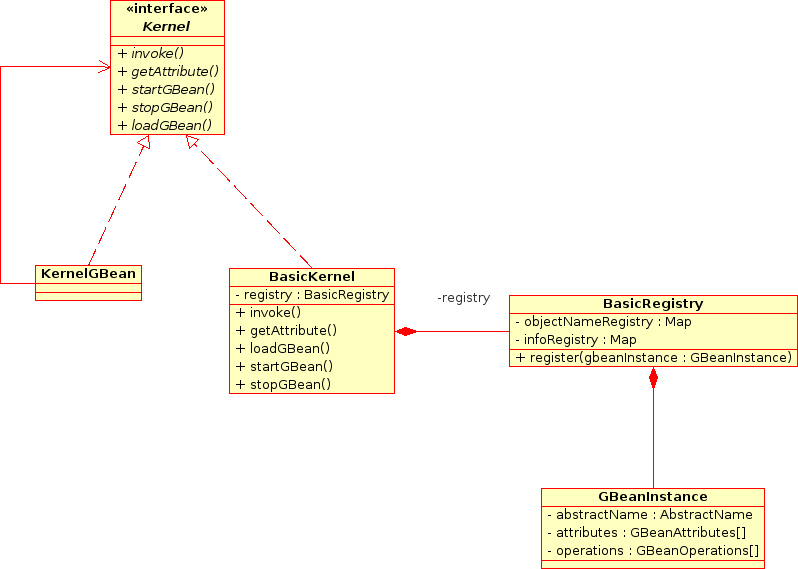 «interface»
Kernel
+ invoke()
+ getAttribute()
+ startGBean()
+ stopGBean()
+ loadGBean()
KernelGBean
BasicKernel
- registry : BasicRegistry
+ invoke()
+ getAttribute()
+ loadGBean()
+ startGBean()
+ stopGBean()
-registry
BasicRegistry
- objectNameRegistry : Map
- infoRegistry : Map
+ register(gbeanInstance : GBeanInstance)
GBeanInstance
- abstractName : AbstractName
- attributes : GBeanAttributes[]
- operations : GBeanOperations[]